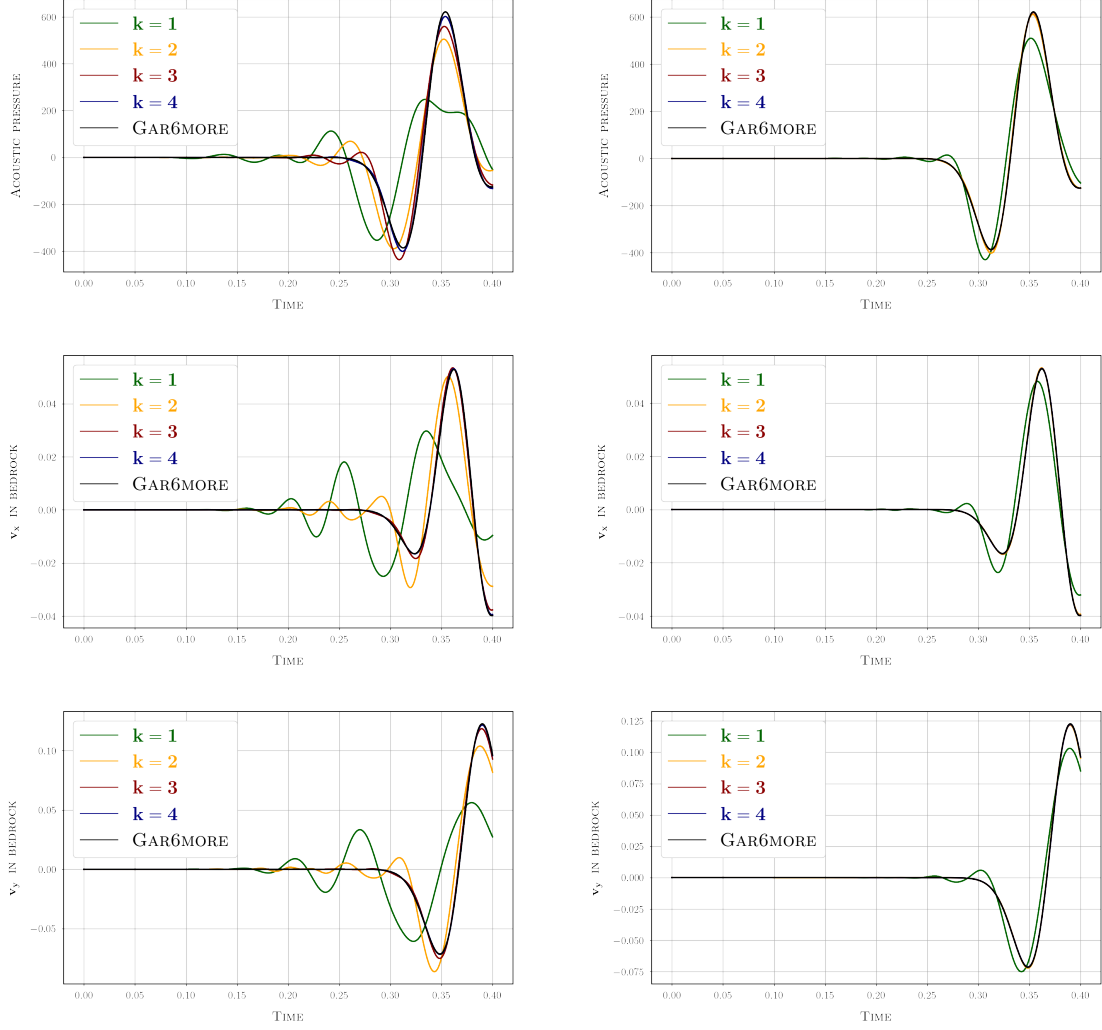 600
400
200
0
−200
−400
ACOUSTIC PRESSURE
k = 1
k = 2
k = 3
k = 4
GAR6MORE
0.00 0.05 0.10 0.15 0.20 0.25 0.30 0.35 0.40
TIME
600
400
200
0
−200
−400
ACOUSTIC PRESSURE
k = 1
k = 2
k = 3
k = 4
GAR6MORE
0.00 0.05 0.10 0.15 0.20 0.25 0.30 0.35 0.40
TIME
0.04
0.02
0.00
−0.02
−0.04
vx IN BEDROCK
k = 1
k = 2
k = 3
k = 4
GAR6MORE
0.00 0.05 0.10 0.15 0.20 0.25 0.30 0.35 0.40
TIME
0.04
0.02
0.00
−0.02
−0.04
vx IN BEDROCK
k = 1
k = 2
k = 3
k = 4
GAR6MORE
0.00 0.05 0.10 0.15 0.20 0.25 0.30 0.35 0.40
TIME
0.10
0.05
0.00
−0.05
vy IN BEDROCK
k = 1
k = 2
k = 3
k = 4
GAR6MORE
0.00 0.05 0.10 0.15 0.20 0.25 0.30 0.35 0.40
TIME
0.125
0.100
0.075
0.050
0.025
0.000
−0.025
−0.050
−0.075
vy IN BEDROCK
k = 1
k = 2
k = 3
k = 4
GAR6MORE
0.00 0.05 0.10 0.15 0.20 0.25 0.30 0.35 0.40
TIME